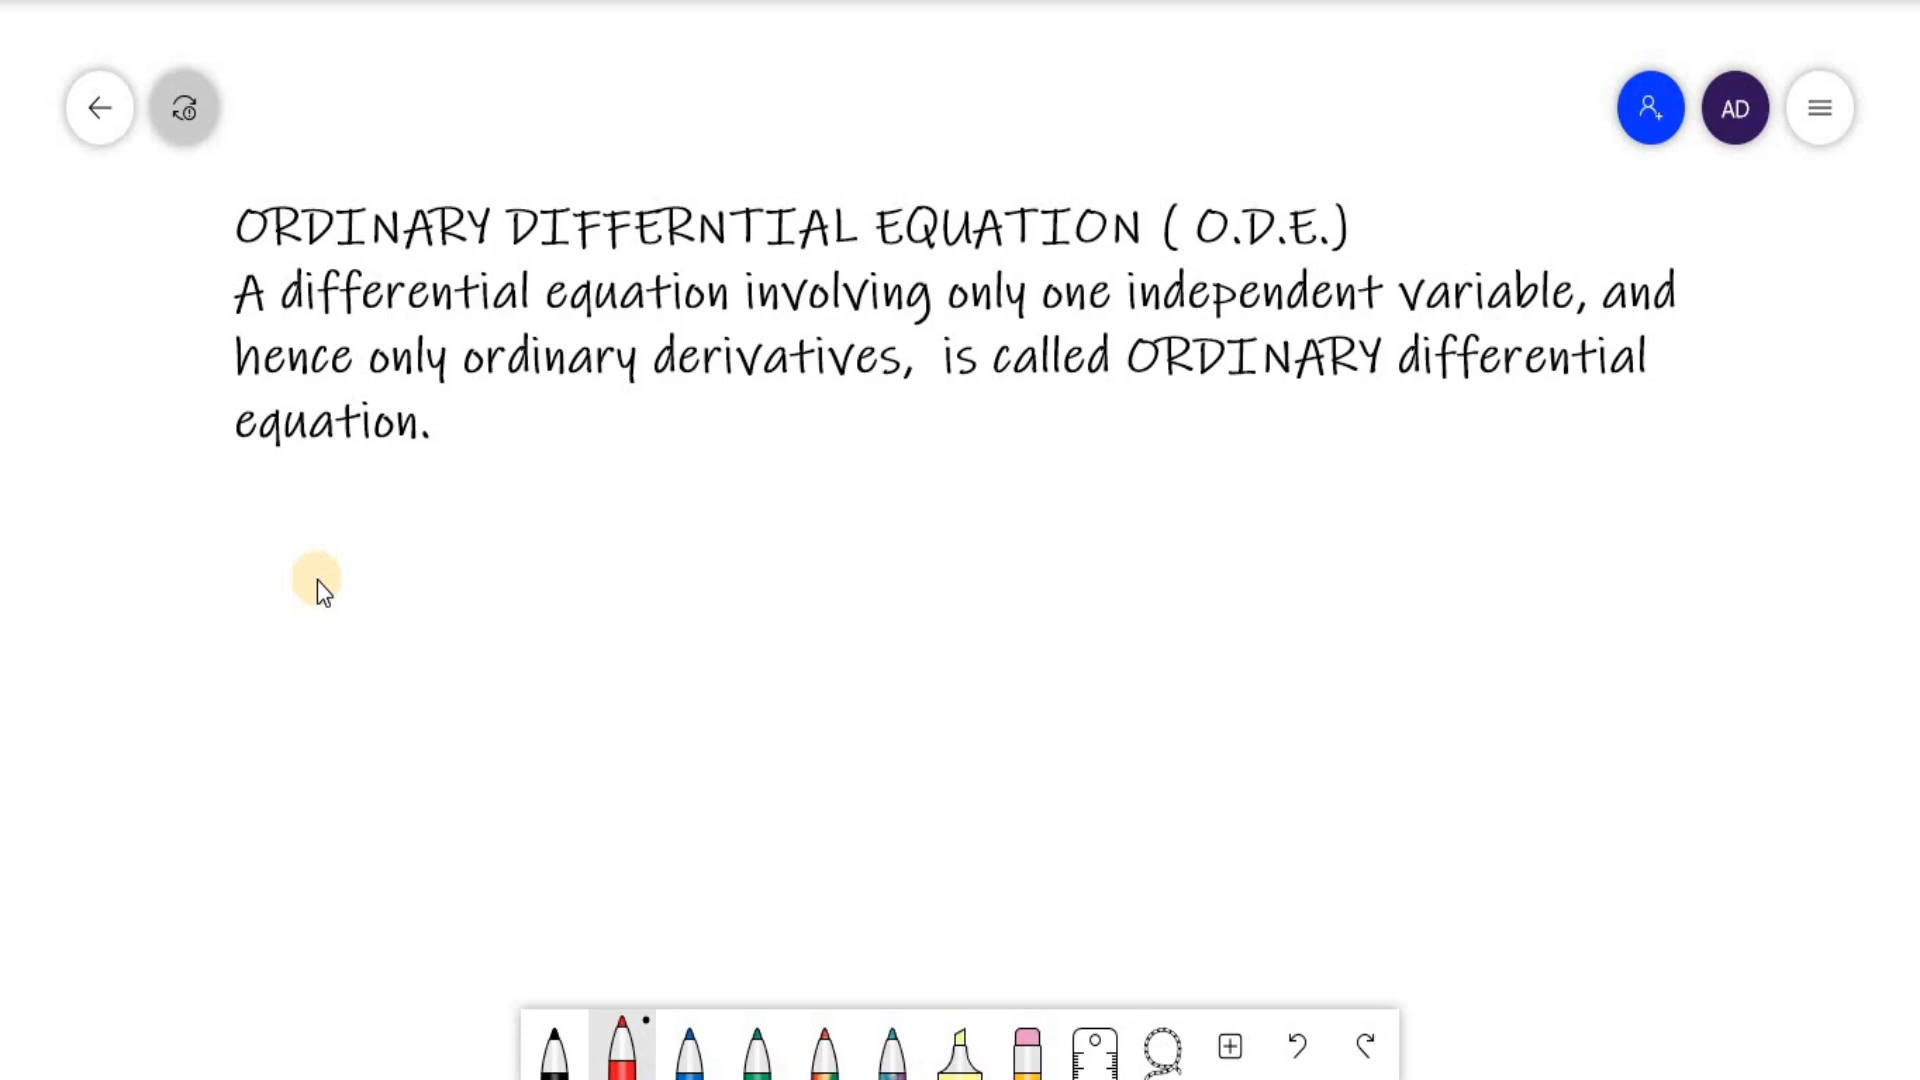 AD
ORDINARY DIFFERNTIAL EQUATION ( O.D.E.)
A differential equation involving only one independent variable, and
hence only ordinary derivatives, is called ORDINARY differential
equation.